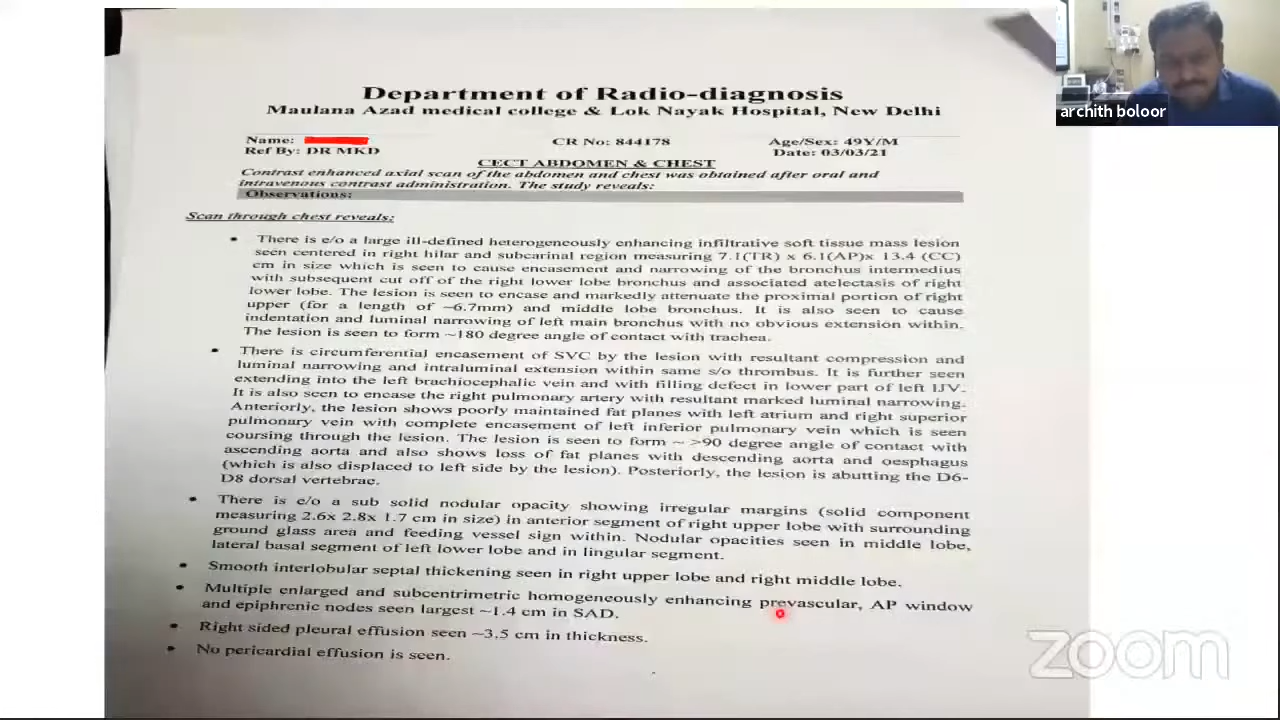 Department of Radio-diagnosis
Maulana Azad medical college & Lok Nayak Hospital, New Delhi
Name:
CR No: 844178
Age/Sex: 49Y/M
Ref By: DR MKD
Date: 03/03/21
CECT ABDOMEN & CHEST
Contrast enhanced axial scan of the abdomen and chest was obtained after oral and
intravenous contrast administration. The study reveals:
Observations:
Scan through chest reveals:
• There is e/o a large ill-defined heterogeneously enhancing infiltrative soft tissue mass lesion
seen centered in right hilar and subcarinal region measuring 7.1(TR) x 6.1(AP)x 13.4 (CC)
cm in size which is seen to cause encasement and narrowing of the bronchus intermedius
with subsequent cut off of the right lower lobe bronchus and associated atelectasis of right
lower lobe. The lesion is seen to encase and markedly attenuate the proximal portion of right
upper (for a length of ~6.7mm) and middle lobe bronchus. It is also seen to cause
indentation and luminal narrowing of left main bronchus with no obvious extension within.
The lesion is seen to form ~180 degree angle of contact with trachea.
• There is circumferential encasement of SVC by the lesion with resultant compression and
luminal narrowing and intraluminal extension within same s/o thrombus. It is further seen
extending into the left brachiocephalic vein and with filling defect in lower part of left IJV.
It is also seen to encase the right pulmonary artery with resultant marked luminal narrowing.
Anteriorly, the lesion shows poorly maintained fat planes with left atrium and right superior
pulmonary vein with complete encasement of left inferior pulmonary vein which is seen
coursing through the lesion. The lesion is seen to form ~ >90 degree angle of contact with
ascending aorta and also shows loss of fat planes with descending aorta and oesphagus
(which is also displaced to left side by the lesion). Posteriorly, the lesion is abutting the D6-
D8 dorsal vertebrae.
• There is e/o a sub solid nodular opacity showing irregular margins (solid component
measuring 2.6x 2.8x 1.7 cm in size) in anterior segment of right upper lobe with surrounding
ground glass area and feeding vessel sign within. Nodular opacities seen in middle lobe,
lateral basal segment of left lower lobe and in lingular segment.
• Smooth interlobular septal thickening seen in right upper lobe and right middle lobe.
• Multiple enlarged and subcentrimetric homogeneously enhancing prevascular, AP window
and epiphrenic nodes seen largest ~1.4 cm in SAD.
• Right sided pleural effusion seen ~3.5 cm in thickness.
• No pericardial effusion is seen.
archith boloor
zoom